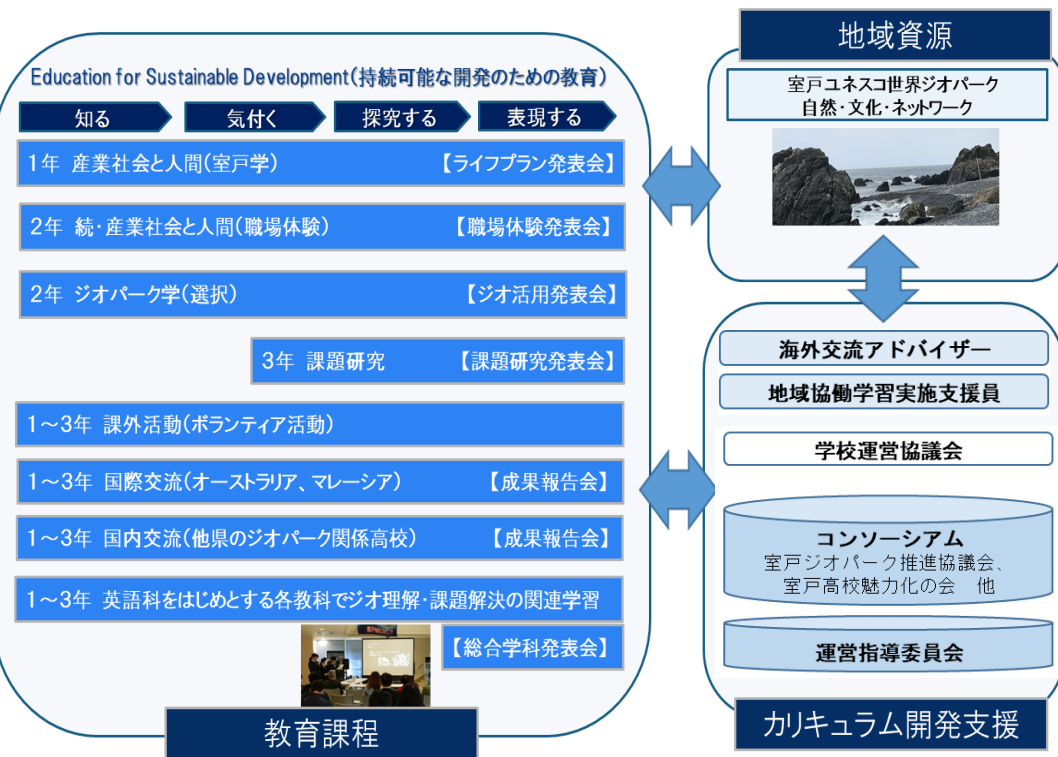 Education for Sustainable Development(持続可能な開発のための教育)
知る
気付く
探究する
表現する
1年 産業社会と人間(室戸学) 【ライフプラン発表会】
2年 続・産業社会と人間(職場体験) 【職場体験発表会】
2年 ジオパーク学(選択) 【ジオ活用発表会】
3年 課題研究 【課題研究発表会】
1～3年 課外活動(ボランティア活動)
1～3年 国際交流(オーストラリア、マレーシア) 【成果報告会】
1～3年 国内交流(他県のジオパーク関係高校) 【成果報告会】
1～3年 英語科をはじめとする各教科でジオ理解・課題解決の関連学習
【総合学科発表会】
教育課程
地域資源
室戸ユネスコ世界ジオパーク
自然・文化・ネットワーク
海外交流アドバイザー
地域協働学習実施支援員
学校運営協議会
コンソーシアム
室戸ジオパーク推進協議会、
室戸高校魅力化の会 他
運営指導委員会
カリキュラム開発支援